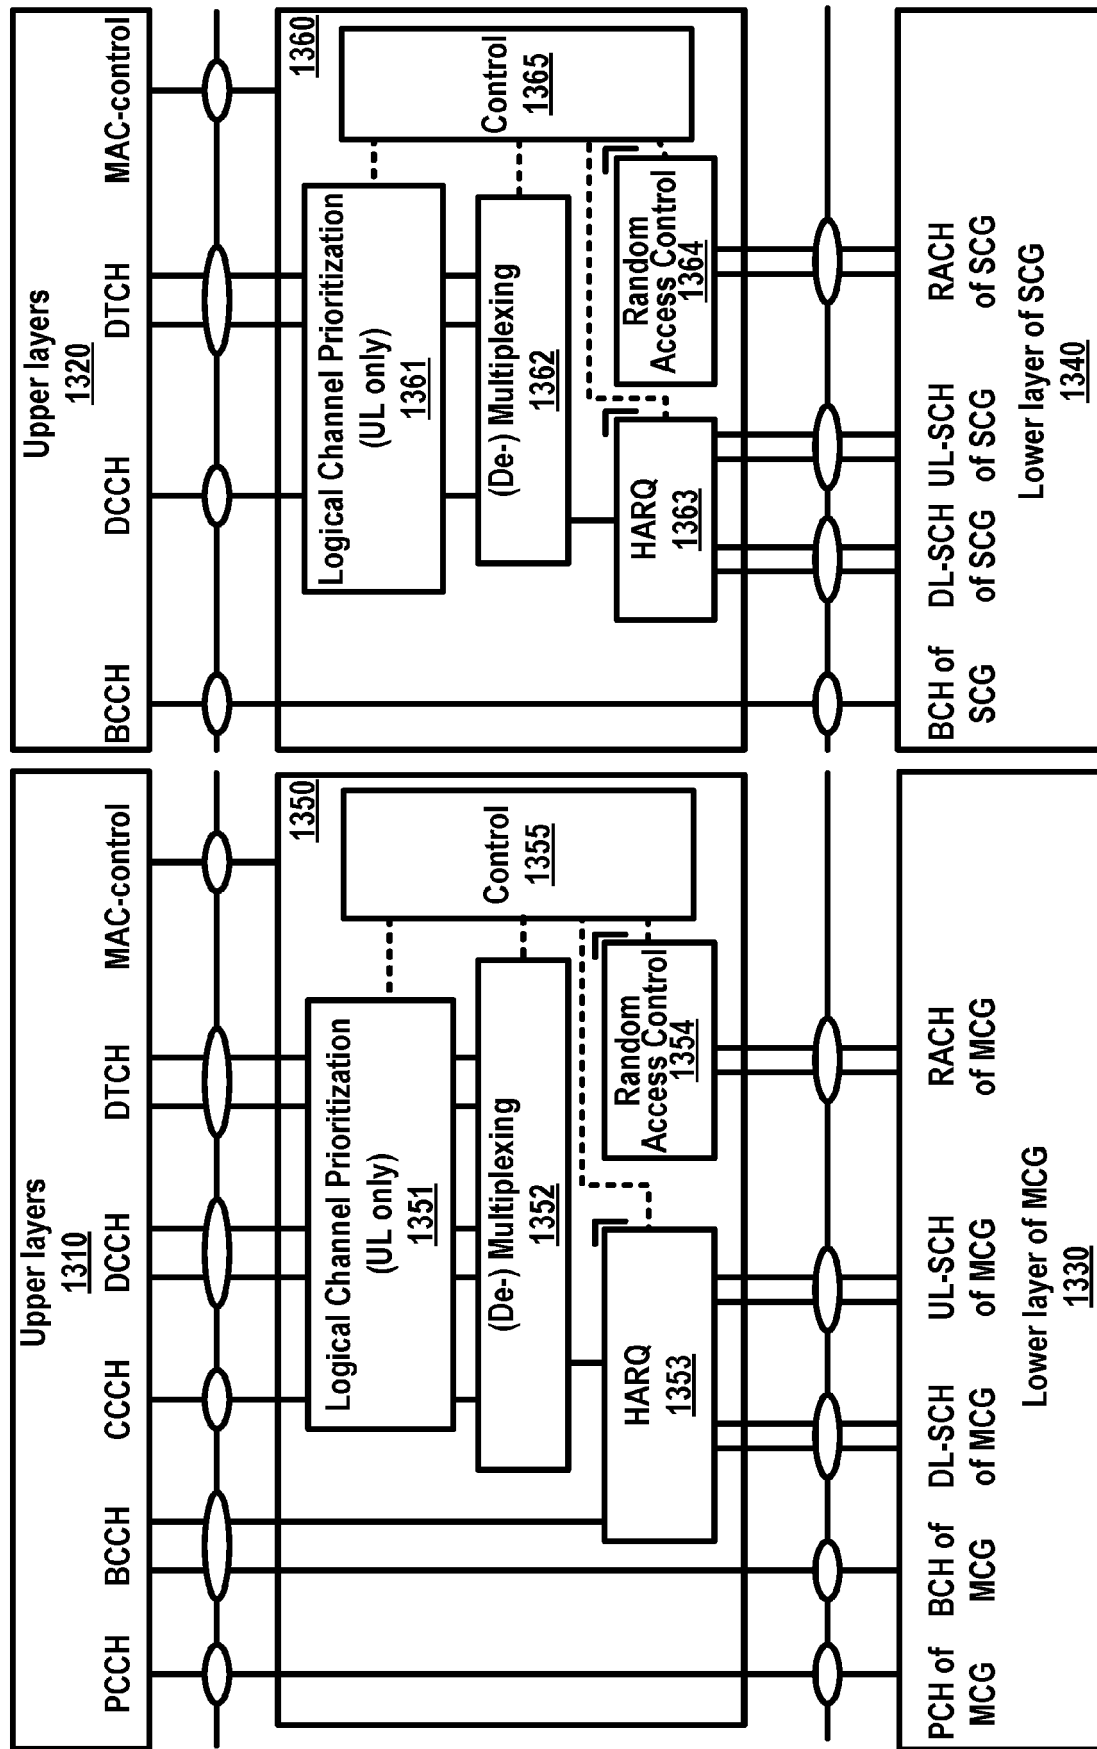 Upper layers
1310
PCCH
BCCH
CCCH
DCCH
DTCH
MAC-control
1350
Logical Channel Prioritization
(UL only)
1351
(De-) Multiplexing
1352
HARQ
1353
Random
Access Control
1354
Control
1355
PCH of
MCG
BCH of
MCG
DL-SCH
of MCG
UL-SCH
of MCG
RACH
of MCG
Lower layer of MCG
1330
Upper layers
1320
BCCH
DCCH
DTCH
MAC-control
1360
Logical Channel Prioritization
(UL only)
1361
(De-) Multiplexing
1362
HARQ
1363
Random
Access Control
1364
Control
1365
BCH of
SCG
DL-SCH
of SCG
UL-SCH
of SCG
RACH
of SCG
Lower layer of SCG
1340